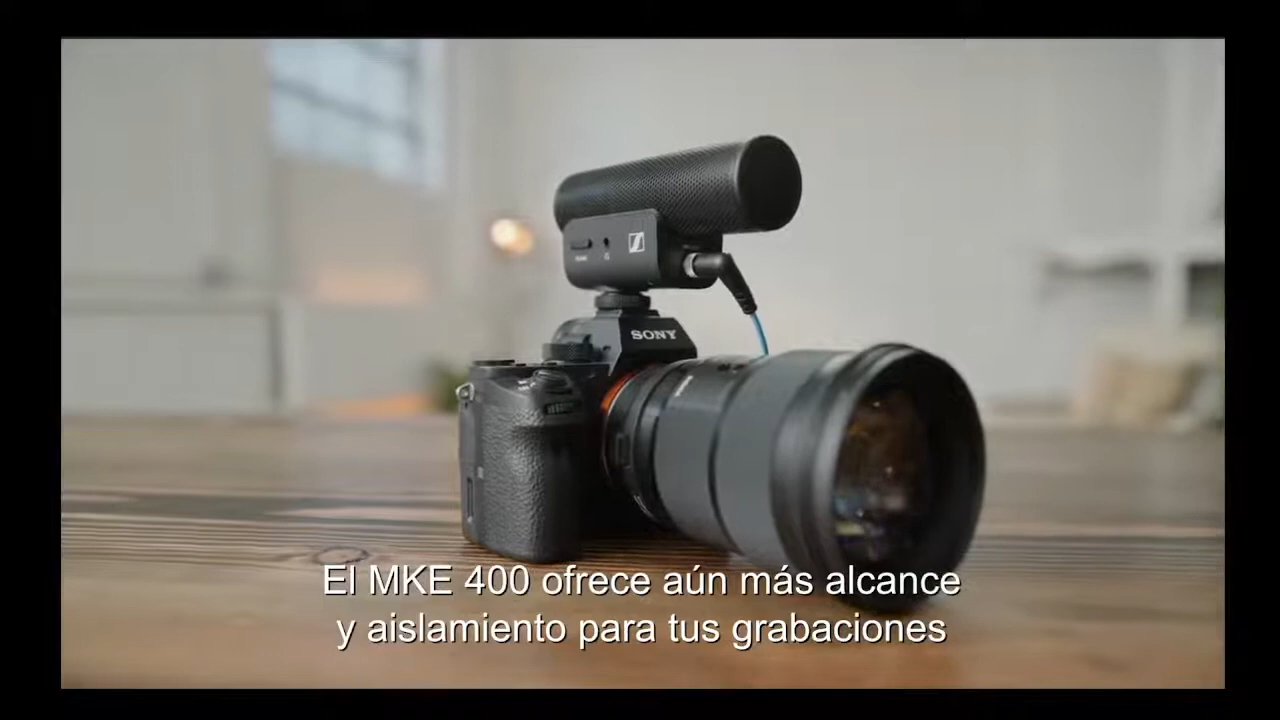 SONY
El MKE 400 ofrece aún más alcance
y aislamiento para tus grabaciones